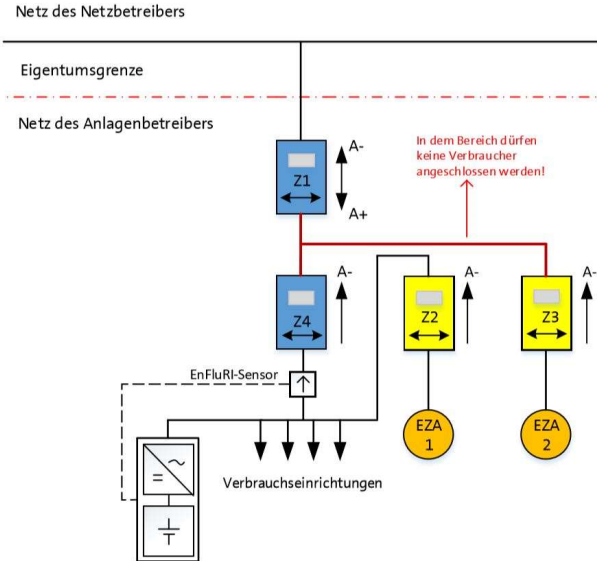 Netz des Netzbetreibers
Eigentumsgrenze
Netz des Anlagenbetreibers
In dem Bereich dürfen
keine Verbraucher
angeschlossen werden!
A-
Z1
A+
A-
A-
A-
Z4
Z2
Z3
EnFluRI-Sensor
EZA
1
EZA
2
Verbrauchseinrichtungen